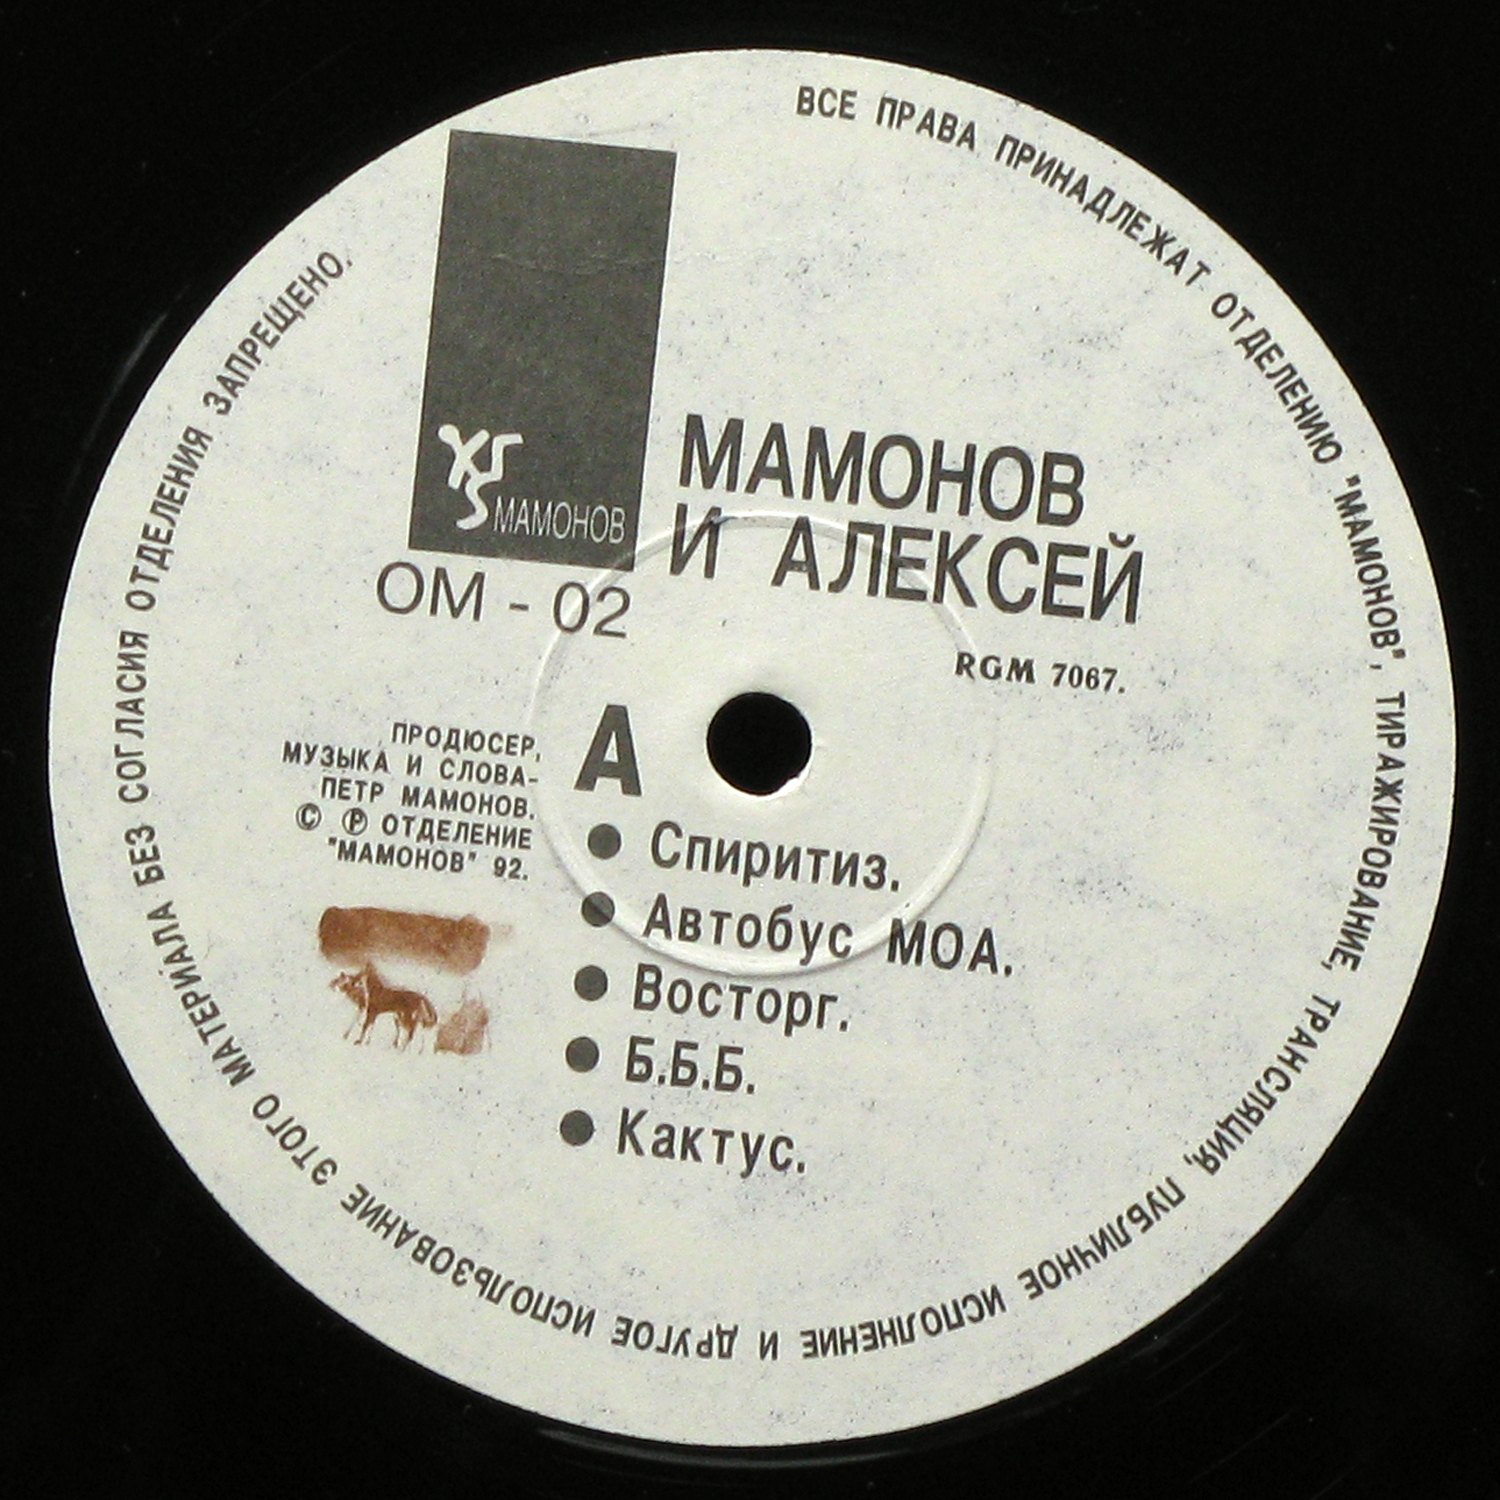 ВСЕ ПРАВА ПРИНАДЛЕЖАТ ОТДЕЛЕНИЮ "МАМОНОВ", ТИРАЖИРОВАНИЕ, ТРАНСЛЯЦИЯ, ПУБЛИЧНОЕ ИСПОЛНЕНИЕ И ДРУГОЕ ИСПОЛЬЗОВАНИЕ ЭТОГО МАТЕРИАЛА БЕЗ СОГЛАСИЯ ОТДЕЛЕНИЯ ЗАПРЕЩЕНО.
МАМОНОВ
ОМ - 02
МАМОНОВ
И АЛЕКСЕЙ
RGM 7067.
ПРОДЮСЕР,
МУЗЫКА И СЛОВА-
ПЕТР МАМОНОВ.
© ℗ ОТДЕЛЕНИЕ
"МАМОНОВ" 92.
А
● Спиритиз.
● Автобус МОА.
● Восторг.
● Б.Б.Б.
● Кактус.